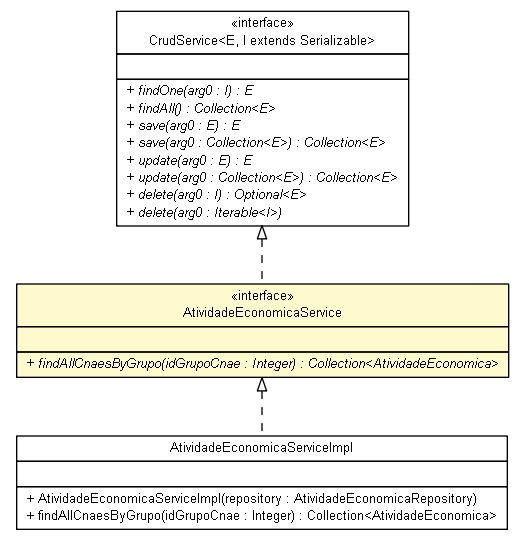 «interface»
CrudService<E, I extends Serializable>
+ findOne(arg0 : I) : E
+ findAll() : Collection<E>
+ save(arg0 : E) : E
+ save(arg0 : Collection<E>) : Collection<E>
+ update(arg0 : E) : E
+ update(arg0 : Collection<E>) : Collection<E>
+ delete(arg0 : I) : Optional<E>
+ delete(arg0 : Iterable<I>)
«interface»
AtividadeEconomicaService
+ findAllCnaesByGrupo(idGrupoCnae : Integer) : Collection<AtividadeEconomica>
AtividadeEconomicaServiceImpl
+ AtividadeEconomicaServiceImpl(repository : AtividadeEconomicaRepository)
+ findAllCnaesByGrupo(idGrupoCnae : Integer) : Collection<AtividadeEconomica>